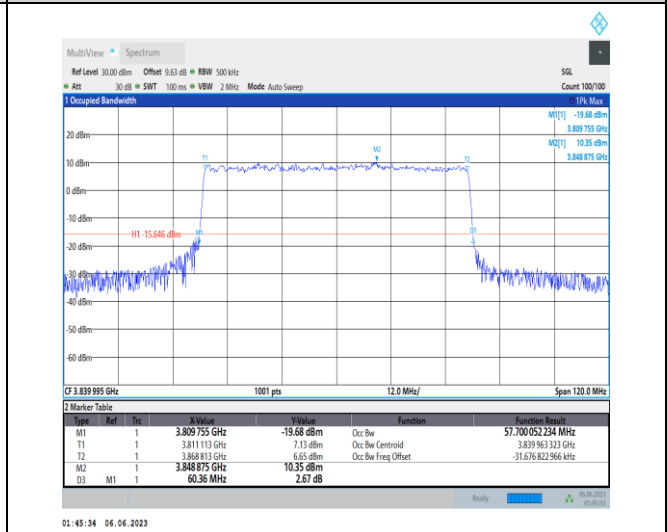 MultiView Spectrum
Ref Level 30.00 dBm Offset 9.63 dB RBW 500 kHz SGL
Att 30 dB SWT 100 ms VBW 2 MHz Mode Auto Sweep Count 100/100
1 Occupied Bandwidth 1Pk Max
M1[1] -19.68 dBm
3.809 755 GHz
M2[1] 10.35 dBm
3.848 875 GHz
20 dBm
10 dBm
T1 M2 T2
0 dBm
-10 dBm
H1 -15.646 dBm M1 D3
-20 dBm
-30 dBm
-40 dBm
-50 dBm
-60 dBm
CF 3.839 995 GHz 1001 pts 12.0 MHz/ Span 120.0 MHz
2 Marker Table
Type Ref Trc X-Value Y-Value Function Function Result
M1 1 3.809 755 GHz -19.68 dBm Occ Bw 57.700 052 234 MHz
T1 1 3.811 113 GHz 7.13 dBm Occ Bw Centroid 3.839 963 323 GHz
T2 1 3.868 813 GHz 6.65 dBm Occ Bw Freq Offset -31.676 822 966 kHz
M2 1 3.848 875 GHz 10.35 dBm
D3 M1 1 60.36 MHz 2.67 dB
Ready 06.06.2023
01:45:33
01:45:34 06.06.2023